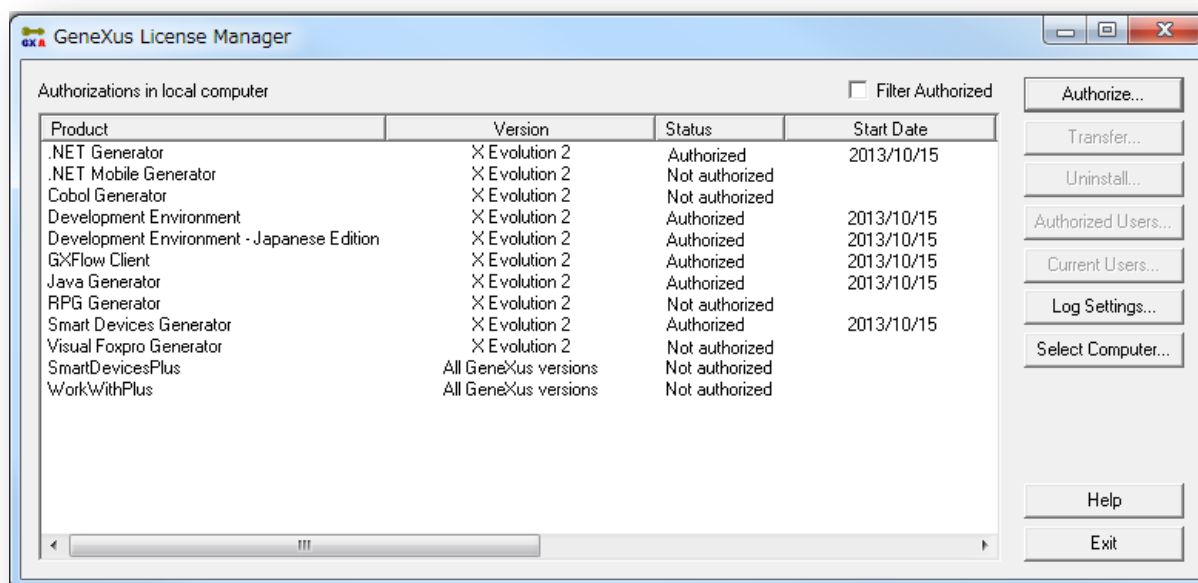 GXA GeneXus License Manager
Authorizations in local computer Filter Authorized Authorize...
Product Version Status Start Date
Transfer...
.NET Generator X Evolution 2 Authorized 2013/10/15
.NET Mobile Generator X Evolution 2 Not authorized
Uninstall...
Cobol Generator X Evolution 2 Not authorized
Development Environment X Evolution 2 Authorized 2013/10/15
Authorized Users...
Development Environment - Japanese Edition X Evolution 2 Authorized 2013/10/15
GXFlow Client X Evolution 2 Authorized 2013/10/15
Current Users...
Java Generator X Evolution 2 Authorized 2013/10/15
RPG Generator X Evolution 2 Not authorized
Log Settings...
Smart Devices Generator X Evolution 2 Authorized 2013/10/15
Visual Foxpro Generator X Evolution 2 Not authorized
Select Computer...
SmartDevicesPlus All GeneXus versions Not authorized
WorkWithPlus All GeneXus versions Not authorized
Help
Exit